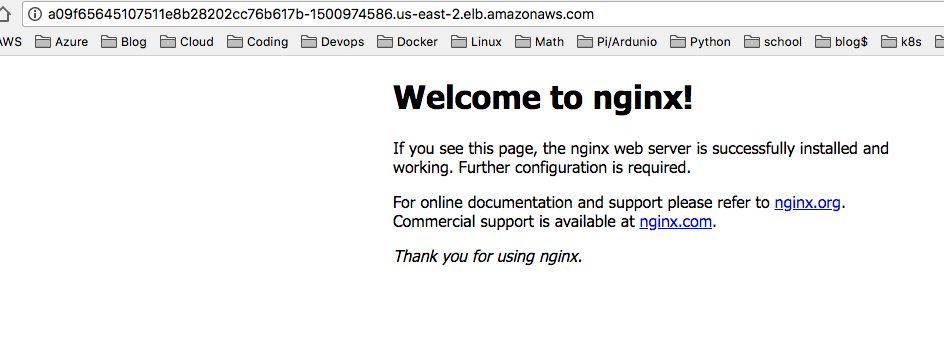 a09f65645107511e8b28202cc76b617b-1500974586.us-east-2.elb.amazonaws.com
AWS Azure Blog Cloud Coding Devops Docker Linux Math Pi/Ardunio Python school blog$ k8s
Welcome to nginx!
If you see this page, the nginx web server is successfully installed and
working. Further configuration is required.
For online documentation and support please refer to nginx.org.
Commercial support is available at nginx.com.
Thank you for using nginx.